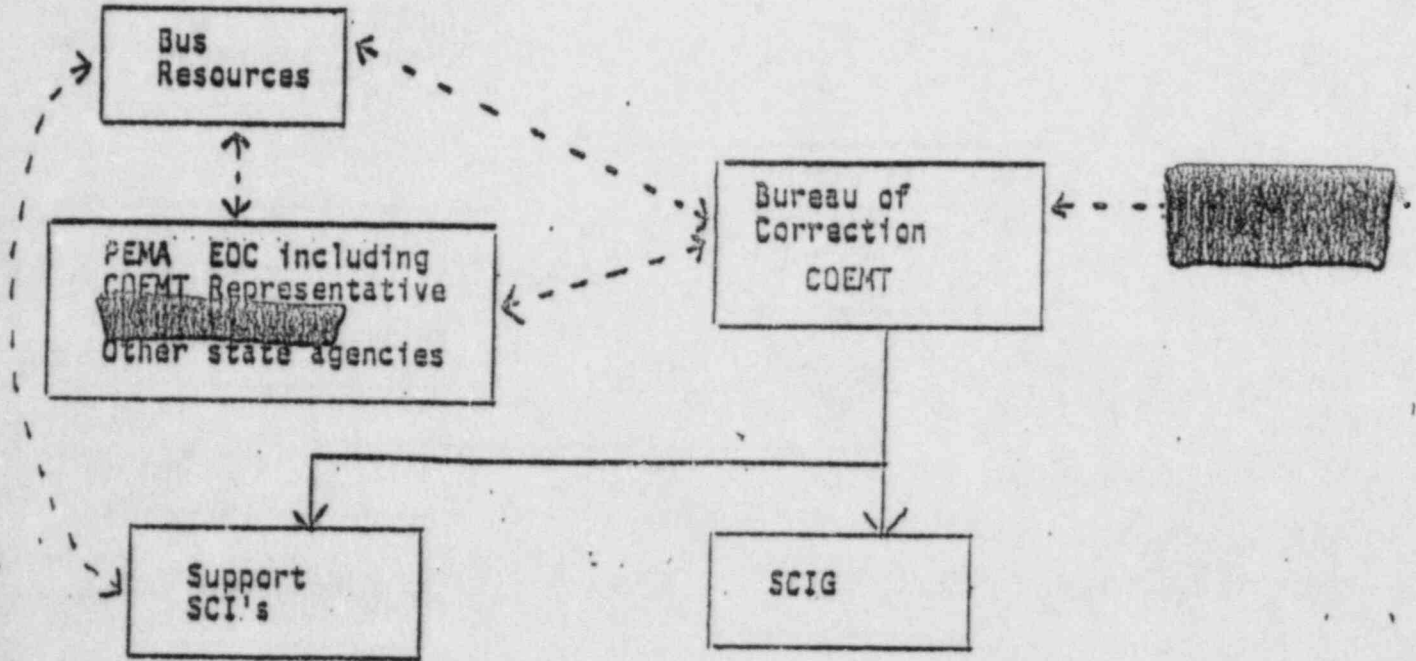 Bus
Resources
Bureau of
Correction
COEMT
PEMA EOC including
COEMT Representative
Other state agencies
Support
SCI's
SCIG